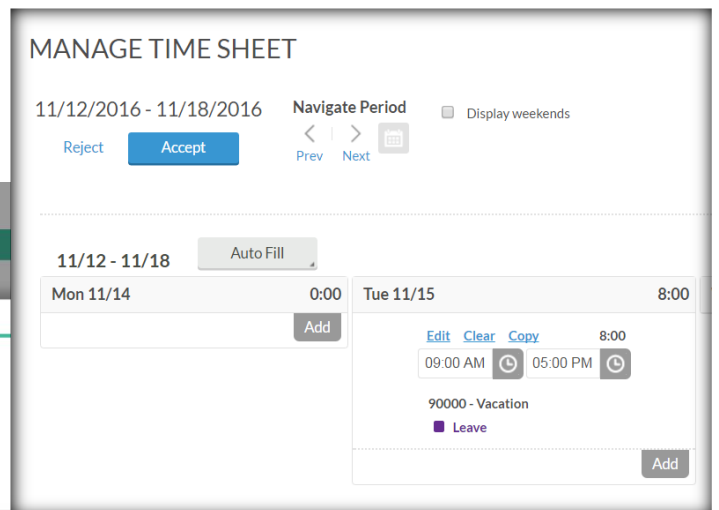 MANAGE TIME SHEET
11/12/2016 - 11/18/2016
Navigate Period
Display weekends
Reject
Accept
Prev
Next
11/12 - 11/18
Auto Fill
Mon 11/14
0:00
Add
Tue 11/15
8:00
Edit Clear Copy 8:00
09:00 AM 05:00 PM
90000 - Vacation
Leave
Add